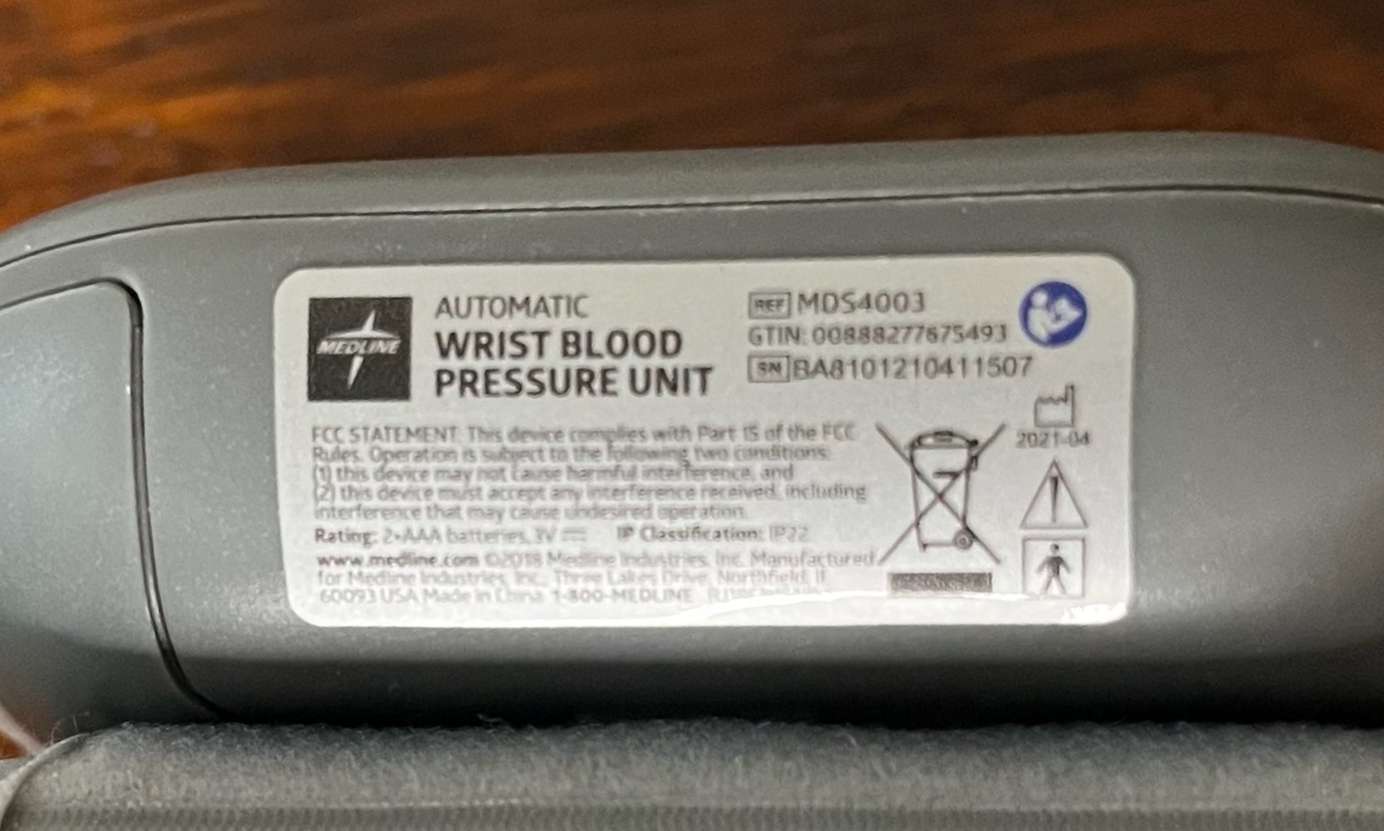 MEDLINE
AUTOMATIC
WRIST BLOOD
PRESSURE UNIT
REF MDS4003
GTIN: 00888277675493
SN BA8101210411507
2021-04
FCC STATEMENT: This device complies with Part 15 of the FCC
Rules. Operation is subject to the following two conditions:
(1) this device may not cause harmful interference, and
(2) this device must accept any interference received, including
interference that may cause undesired operation.
Rating: 2×AAA batteries, 3V IP Classification: IP22
www.medline.com ©2018 Medline Industries, Inc. Manufactured
for Medline Industries, Inc., Three Lakes Drive, Northfield, IL
60093 USA Made in China 1-800-MEDLINE